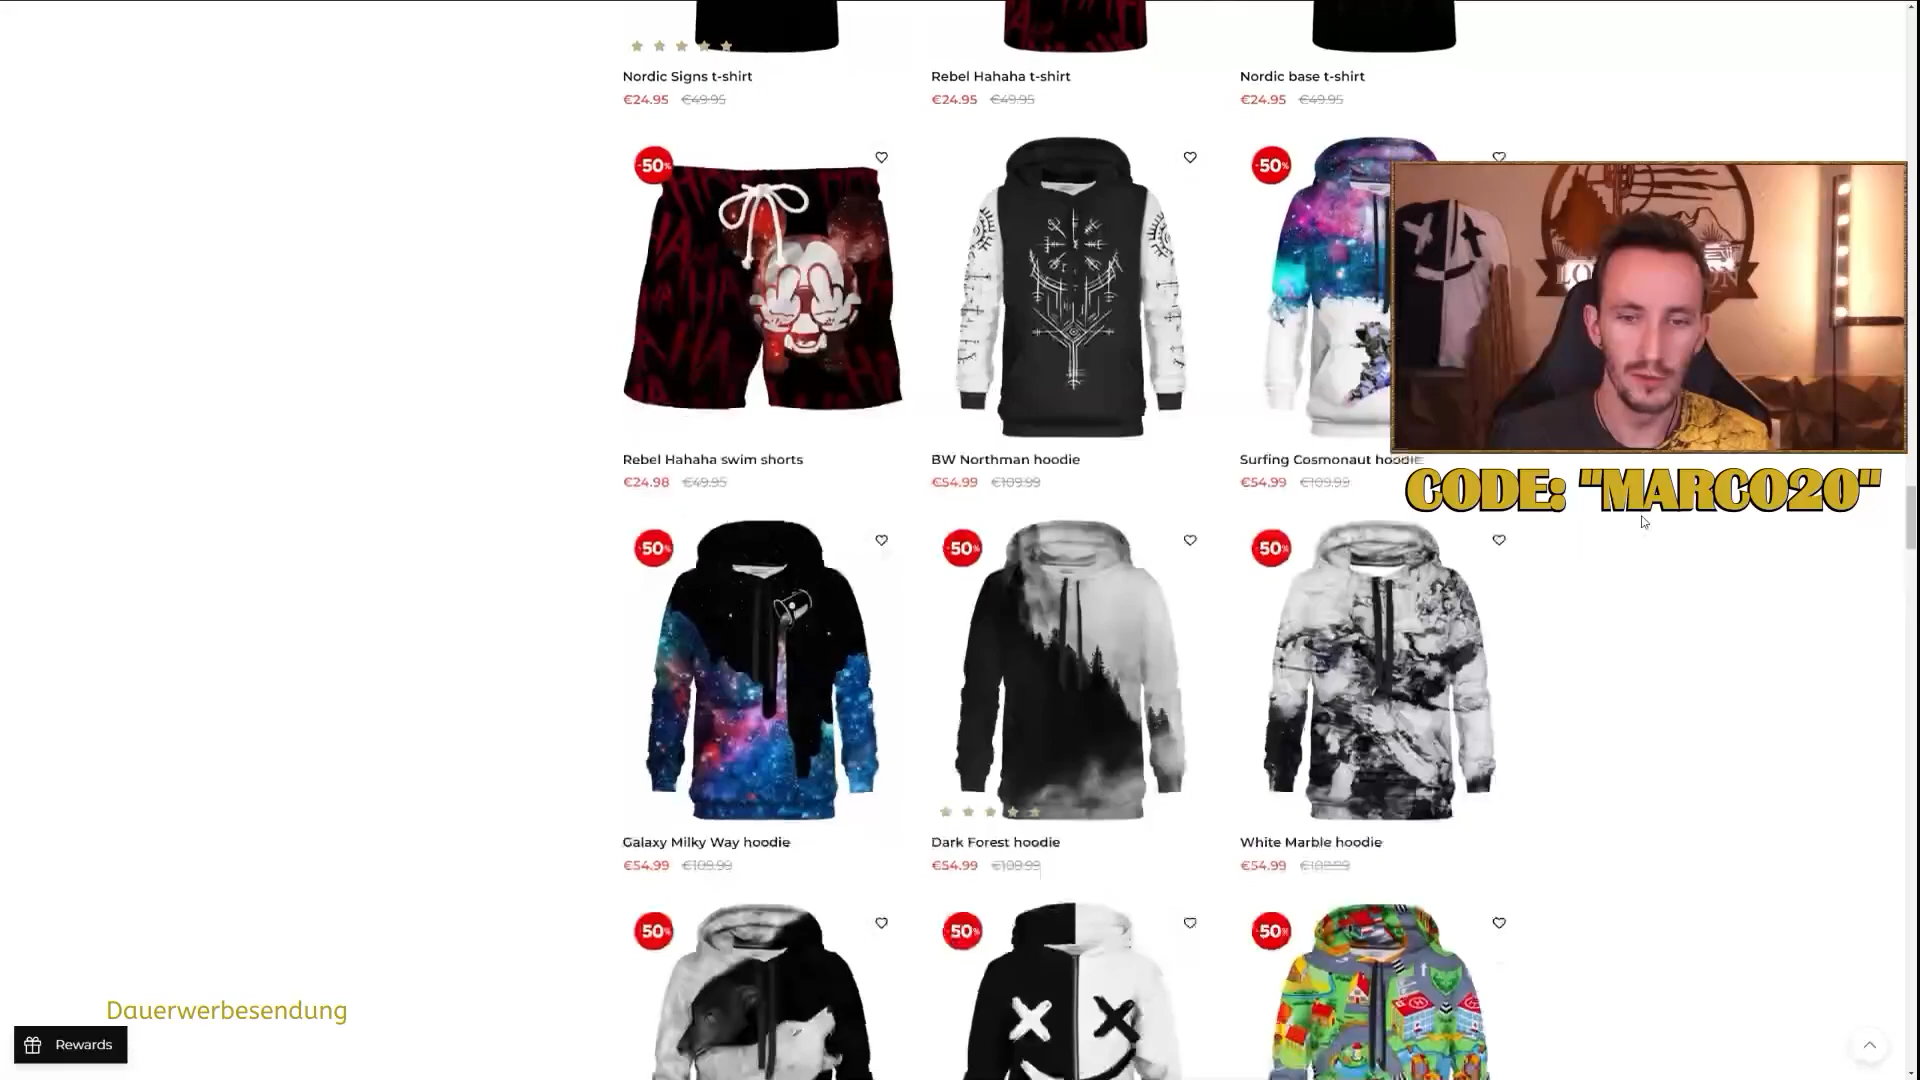 Nordic Signs t-shirt
€24.95 €49.95
Rebel Hahaha t-shirt
€24.95 €49.95
Nordic base t-shirt
€24.95 €49.95
-50%
-50%
Rebel Hahaha swim shorts
€24.98 €49.95
BW Northman hoodie
€54.99 €109.99
Surfing Cosmonaut hoodie
€54.99 €109.99
CODE: "MARCO20"
-50%
-50%
-50%
Galaxy Milky Way hoodie
€54.99 €109.99
Dark Forest hoodie
€54.99 €109.99
White Marble hoodie
€54.99 €109.99
-50%
-50%
-50%
Dauerwerbesendung
Rewards